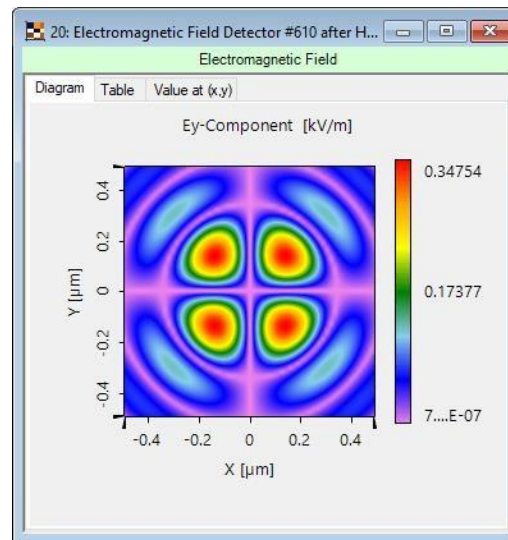 20: Electromagnetic Field Detector #610 after H...
Electromagnetic Field
Diagram Table Value at (x,y)
Ey-Component [kV/m]
0.34754
0.17377
7....E-07
0.4
0.2
0
-0.2
-0.4
Y [µm]
-0.4 -0.2 0 0.2 0.4
X [µm]